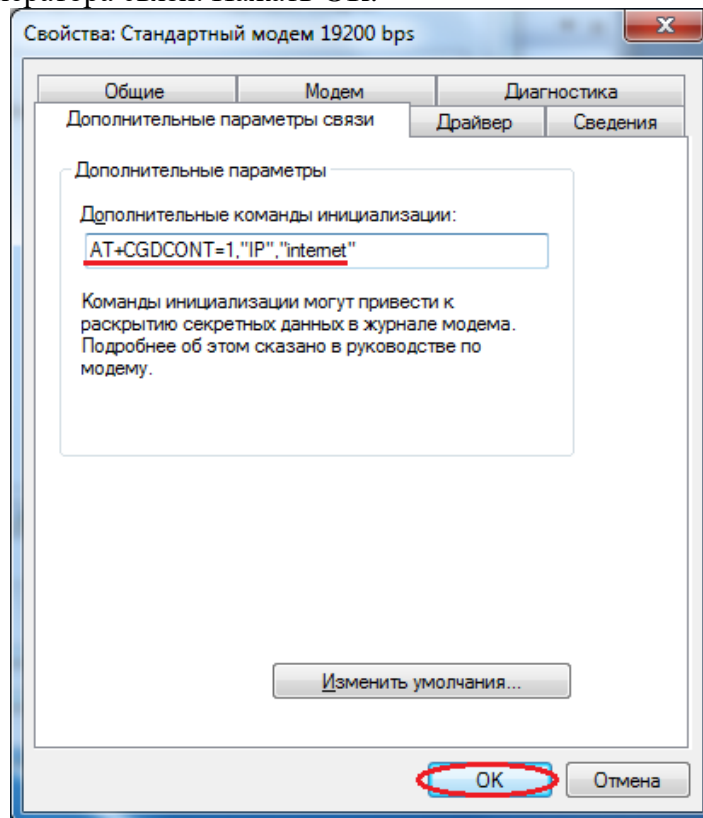 Свойства: Стандартный модем 19200 bps
Общие Модем Диагностика
Дополнительные параметры связи Драйвер Сведения
Дополнительные параметры
Дополнительные команды инициализации:
AT+CGDCONT=1,"IP","internet"
Команды инициализации могут привести к
раскрытию секретных данных в журнале модема.
Подробнее об этом сказано в руководстве по
модему.
Изменить умолчания...
OK Отмена